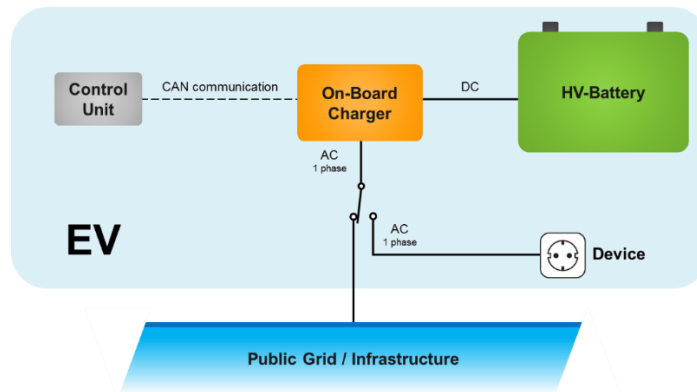 Control
Unit
CAN communication
On-Board
Charger
DC
HV-Battery
AC
1 phase
AC
1 phase
EV
Device
Public Grid / Infrastructure